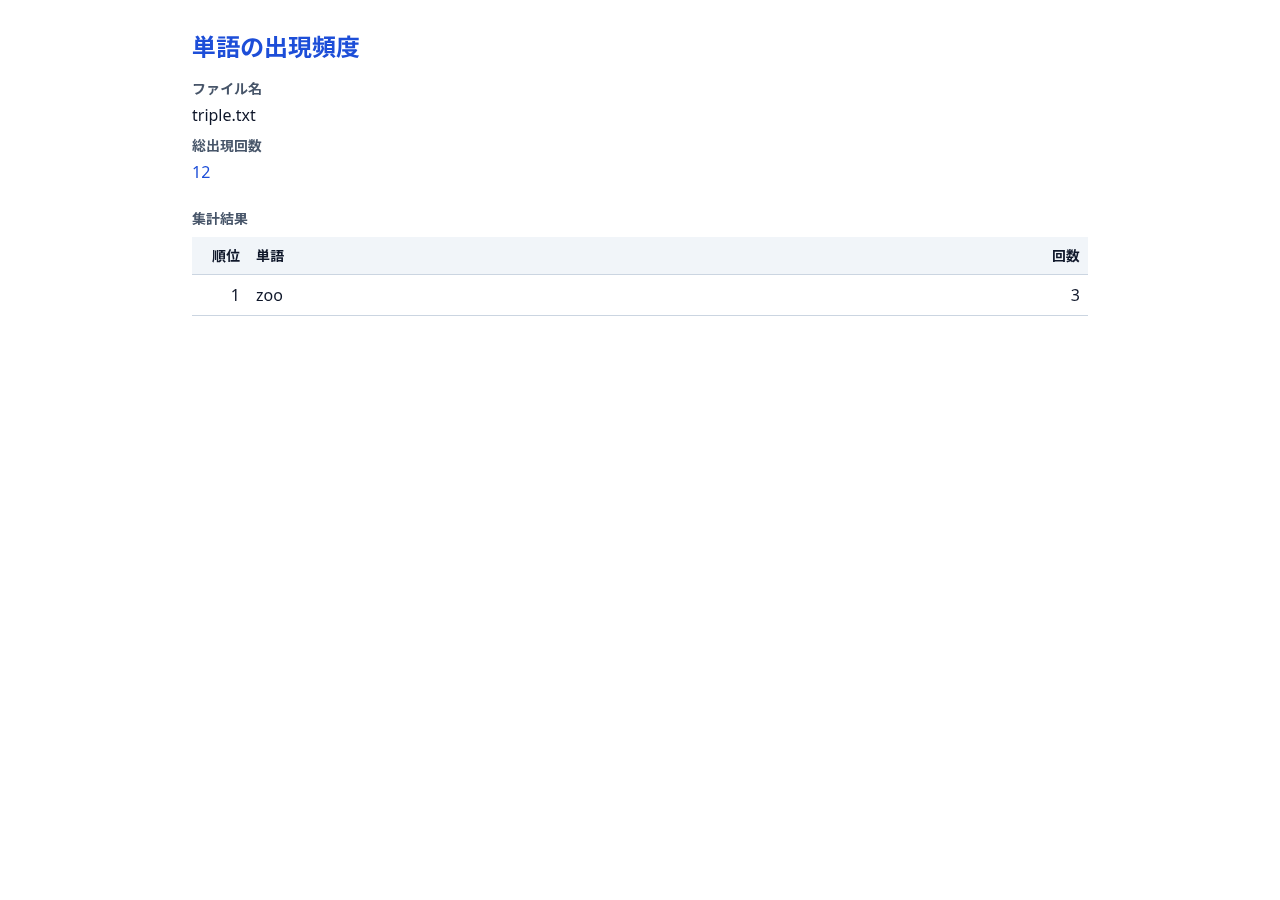 単語の出現頻度
ファイル名
triple.txt
総出現回数
12
集計結果
順位 単語 回数
1 zoo 3